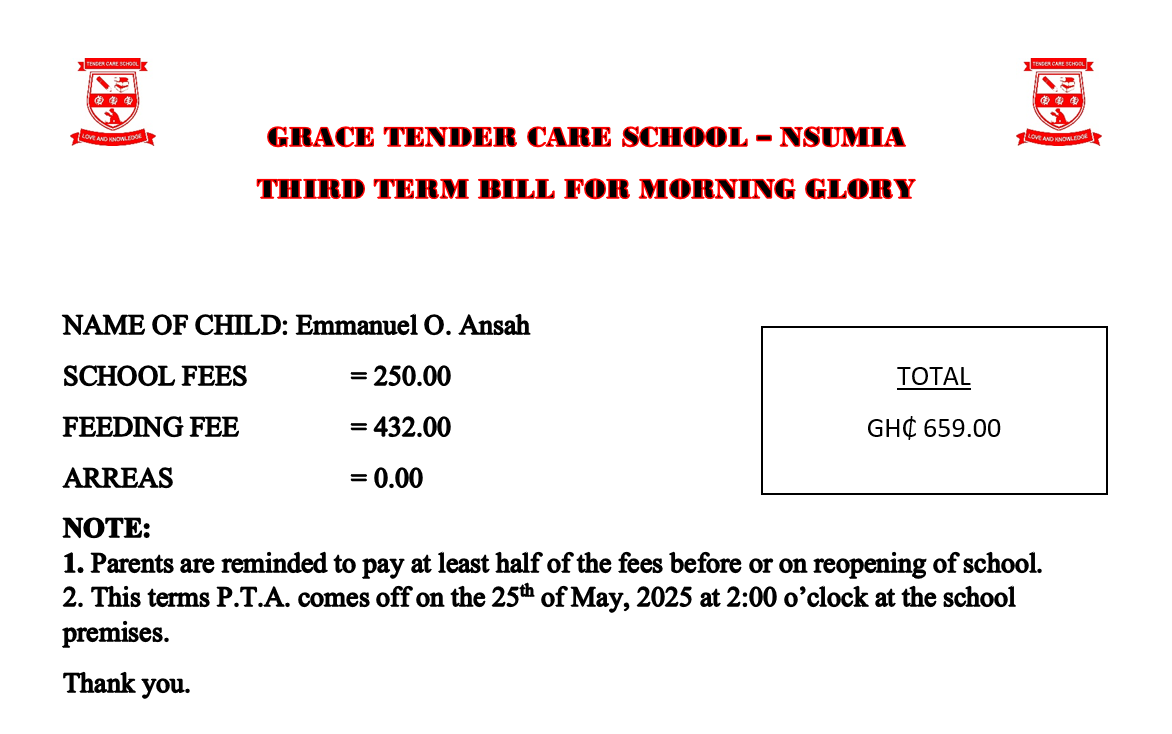 TENDER CARE SCHOOL
LOVE AND KNOWLEDGE
TENDER CARE SCHOOL
LOVE AND KNOWLEDGE
GRACE TENDER CARE SCHOOL – NSUMIA
THIRD TERM BILL FOR MORNING GLORY
NAME OF CHILD: Emmanuel O. Ansah
SCHOOL FEES = 250.00
FEEDING FEE = 432.00
ARREAS = 0.00
TOTAL
GH₵ 659.00
NOTE:
1. Parents are reminded to pay at least half of the fees before or on reopening of school.
2. This terms P.T.A. comes off on the 25th of May, 2025 at 2:00 o’clock at the school
premises.
Thank you.